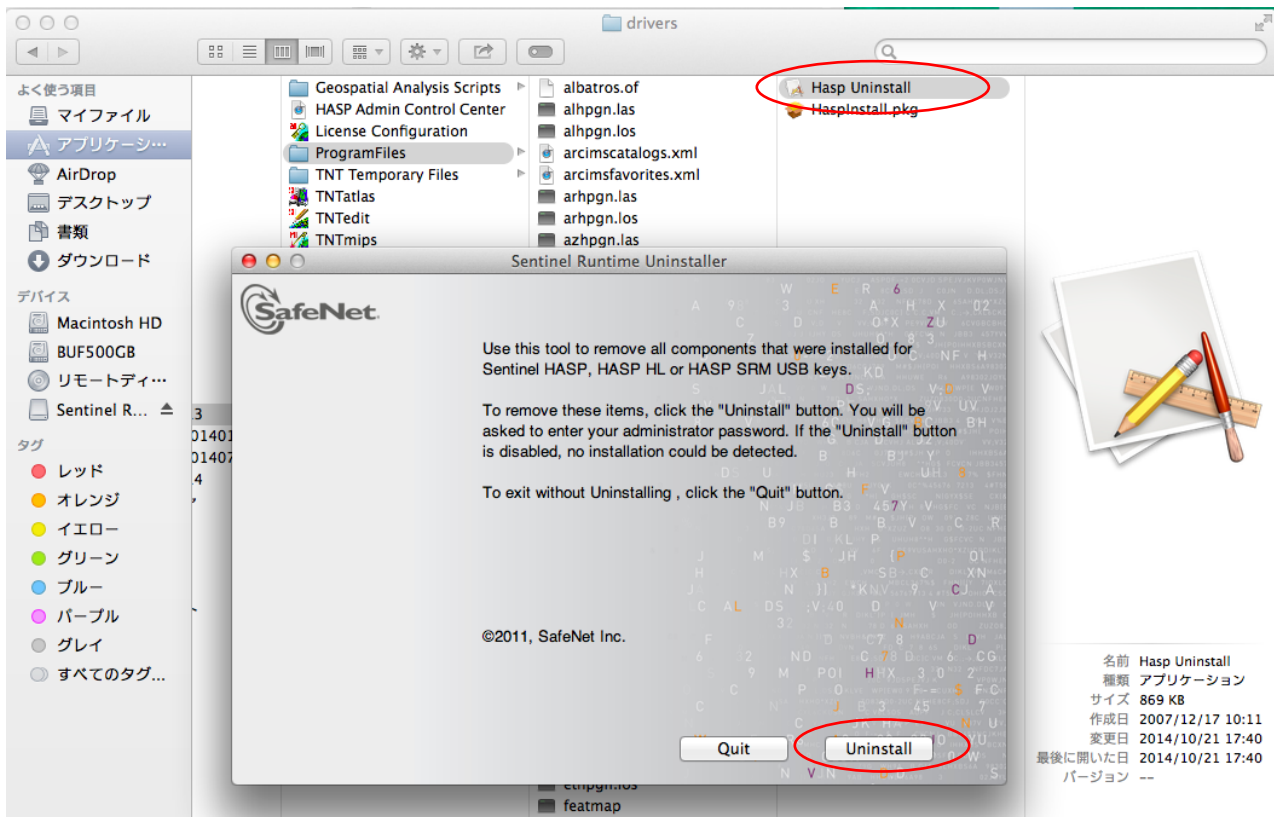 drivers
よく使う項目
マイファイル
アプリケーシ…
AirDrop
デスクトップ
書類
ダウンロード
デバイス
Macintosh HD
BUF500GB
リモートディ…
Sentinel R...
タグ
レッド
オレンジ
イエロー
グリーン
ブルー
パープル
グレイ
すべてのタグ...
3
01401
01407
.4
Geospatial Analysis Scripts
HASP Admin Control Center
License Configuration
ProgramFiles
TNT Temporary Files
TNTatlas
TNTedit
TNTmips
albatros.of
alhpgn.las
alhpgn.los
arcimscatalogs.xml
arcimsfavorites.xml
arhpgn.las
arhpgn.los
azhpgn.las
ethpgn.los
featmap
Hasp Uninstall
HaspInstall.pkg
Sentinel Runtime Uninstaller
SafeNet.
Use this tool to remove all components that were installed for
Sentinel HASP, HASP HL or HASP SRM USB keys.
To remove these items, click the "Uninstall" button. You will be
asked to enter your administrator password. If the "Uninstall" button
is disabled, no installation could be detected.
To exit without Uninstalling , click the "Quit" button.
©2011, SafeNet Inc.
Quit
Uninstall
名前 Hasp Uninstall
種類 アプリケーション
サイズ 869 KB
作成日 2007/12/17 10:11
変更日 2014/10/21 17:40
最後に開いた日 2014/10/21 17:40
バージョン --